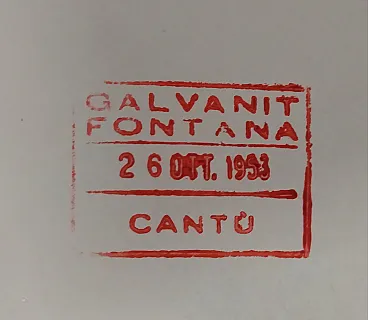 GALVANIT
FONTANA
26 OTT. 1953
CANTÙ